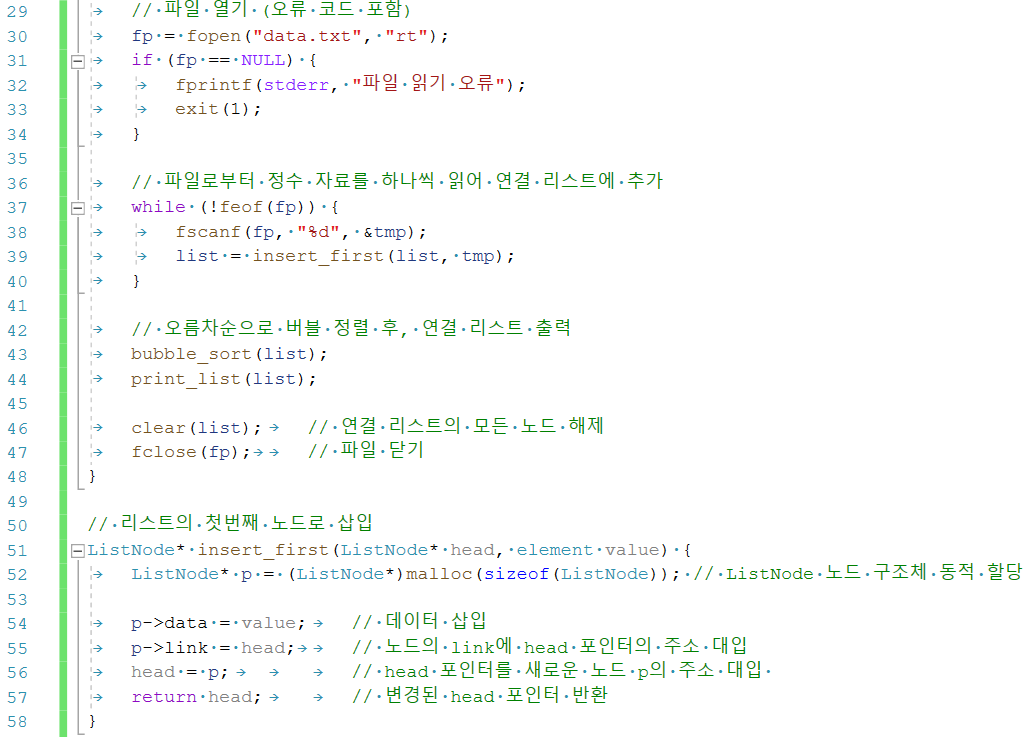 29 // 파일 열기 (오류 코드 포함)
30 fp = fopen("data.txt", "rt");
31 if (fp == NULL) {
32 fprintf(stderr, "파일 읽기 오류");
33 exit(1);
34 }
35
36 // 파일로부터 정수 자료를 하나씩 읽어 연결 리스트에 추가
37 while (!feof(fp)) {
38 fscanf(fp, "%d", &tmp);
39 list = insert_first(list, tmp);
40 }
41
42 // 오름차순으로 버블 정렬 후, 연결 리스트 출력
43 bubble_sort(list);
44 print_list(list);
45
46 clear(list); // 연결 리스트의 모든 노드 해제
47 fclose(fp); // 파일 닫기
48 }
49
50 // 리스트의 첫번째 노드로 삽입
51 ListNode* insert_first(ListNode* head, element value) {
52 ListNode* p = (ListNode*)malloc(sizeof(ListNode)); // ListNode 노드 구조체 동적 할당
53
54 p->data = value; // 데이터 삽입
55 p->link = head; // 노드의 link에 head 포인터의 주소 대입
56 head = p; // head 포인터를 새로운 노드 p의 주소 대입
57 return head; // 변경된 head 포인터 반환
58 }